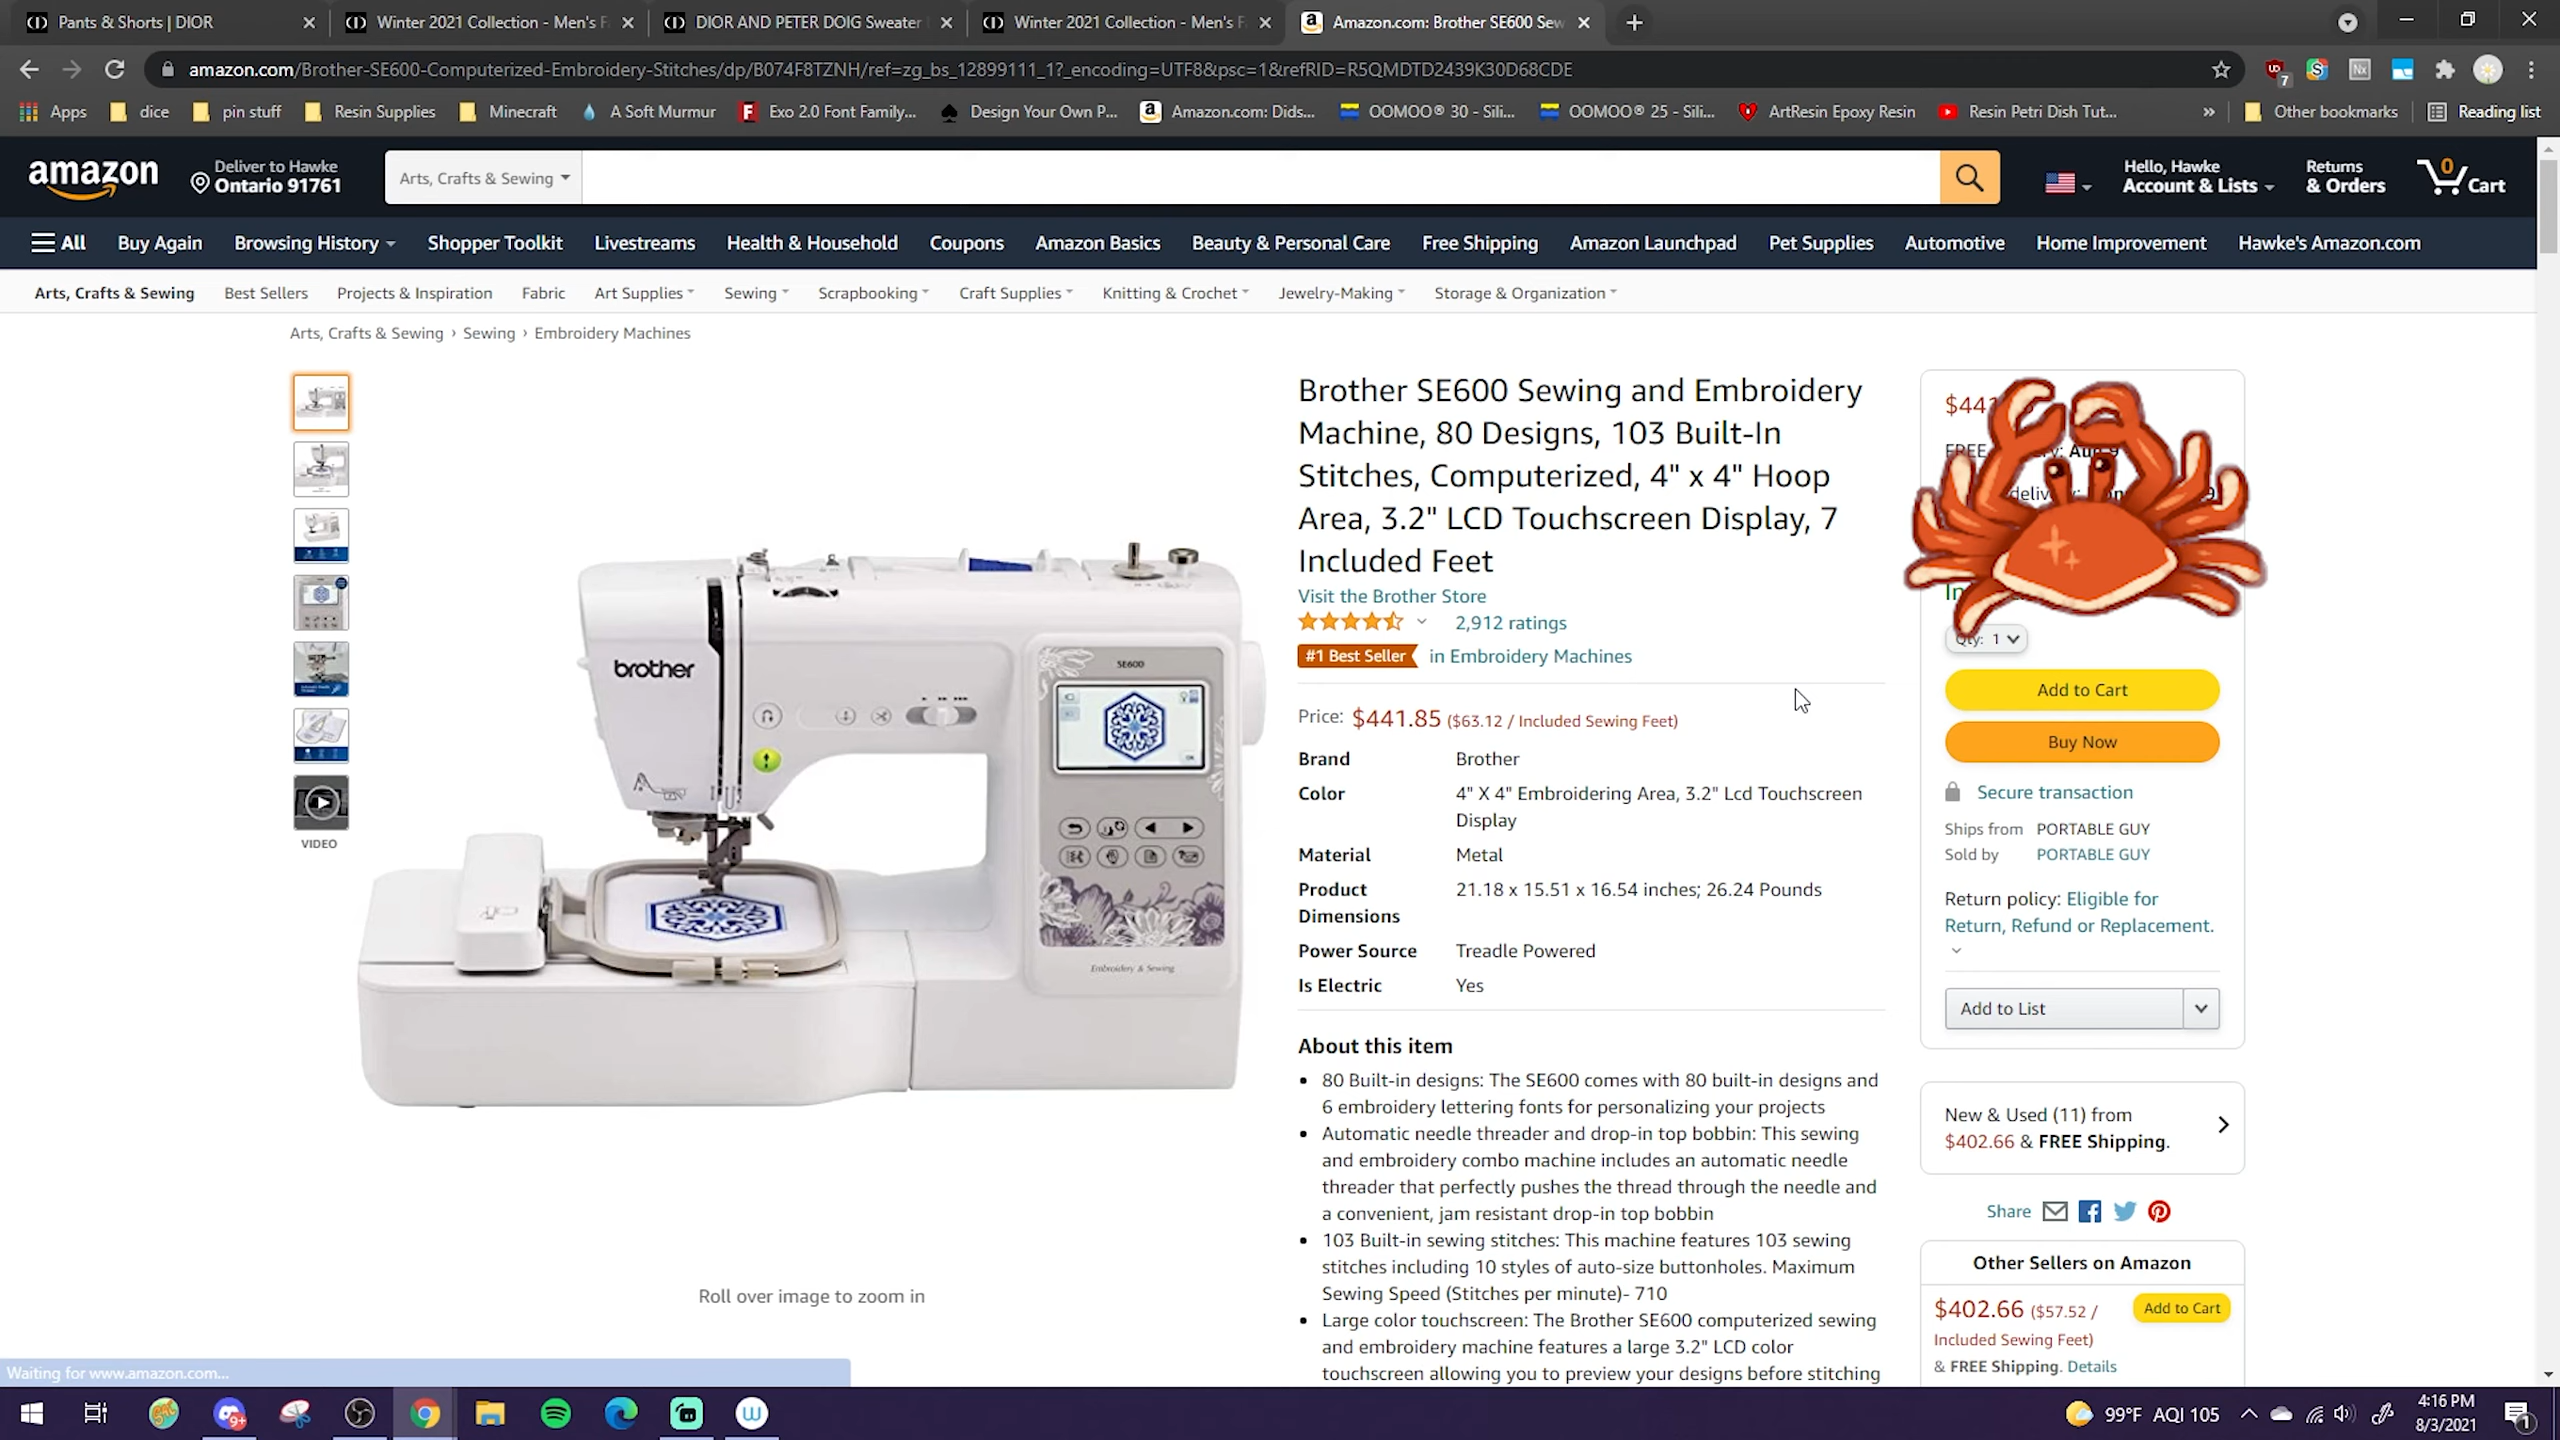 Pants & Shorts | DIOR
Winter 2021 Collection - Men's F
DIOR AND PETER DOIG Sweater
Winter 2021 Collection - Men's F
Amazon.com: Brother SE600 Sew
amazon.com/Brother-SE600-Computerized-Embroidery-Stitches/dp/B074F8TZNH/ref=zg_bs_12899111_1?_encoding=UTF8&psc=1&refRID=R5QMDTD2439K30D68CDE
7
Apps
dice
pin stuff
Resin Supplies
Minecraft
A Soft Murmur
Exo 2.0 Font Family...
Design Your Own P...
Amazon.com: Dids...
OOMOO® 30 - Sili...
OOMOO® 25 - Sili...
ArtResin Epoxy Resin
Resin Petri Dish Tut...
»
Other bookmarks
Reading list
amazon
Deliver to Hawke
Ontario 91761
Arts, Crafts & Sewing
Hello, Hawke
Account & Lists
Returns
& Orders
0
Cart
All
Buy Again
Browsing History
Shopper Toolkit
Livestreams
Health & Household
Coupons
Amazon Basics
Beauty & Personal Care
Free Shipping
Amazon Launchpad
Pet Supplies
Automotive
Home Improvement
Hawke's Amazon.com
Arts, Crafts & Sewing
Best Sellers
Projects & Inspiration
Fabric
Art Supplies
Sewing
Scrapbooking
Craft Supplies
Knitting & Crochet
Jewelry-Making
Storage & Organization
Arts, Crafts & Sewing › Sewing › Embroidery Machines
VIDEO
brother
SE600
Embroidery & Sewing
Roll over image to zoom in
Brother SE600 Sewing and Embroidery
Machine, 80 Designs, 103 Built-In
Stitches, Computerized, 4" x 4" Hoop
Area, 3.2" LCD Touchscreen Display, 7
Included Feet
Visit the Brother Store
2,912 ratings
#1 Best Seller in Embroidery Machines
Price: $441.85 ($63.12 / Included Sewing Feet)
Brand Brother
Color 4" X 4" Embroidering Area, 3.2" Lcd Touchscreen
Display
Material Metal
Product 21.18 x 15.51 x 16.54 inches; 26.24 Pounds
Dimensions
Power Source Treadle Powered
Is Electric Yes
About this item
• 80 Built-in designs: The SE600 comes with 80 built-in designs and
6 embroidery lettering fonts for personalizing your projects
• Automatic needle threader and drop-in top bobbin: This sewing
and embroidery combo machine includes an automatic needle
threader that perfectly pushes the thread through the needle and
a convenient, jam resistant drop-in top bobbin
• 103 Built-in sewing stitches: This machine features 103 sewing
stitches including 10 styles of auto-size buttonholes. Maximum
Sewing Speed (Stitches per minute)- 710
• Large color touchscreen: The Brother SE600 computerized sewing
and embroidery machine features a large 3.2" LCD color
touchscreen allowing you to preview your designs before stitching
$441
FREE
Qty: 1
Add to Cart
Buy Now
Secure transaction
Ships from PORTABLE GUY
Sold by PORTABLE GUY
Return policy: Eligible for
Return, Refund or Replacement.
Add to List
New & Used (11) from
$402.66 & FREE Shipping.
Share
Other Sellers on Amazon
$402.66 ($57.52 /
Included Sewing Feet)
Add to Cart
& FREE Shipping. Details
Waiting for www.amazon.com...
9+
99°F AQI 105
4:16 PM
8/3/2021
1